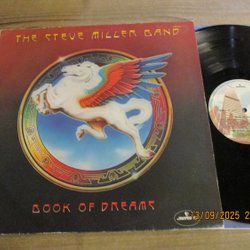 THE STEVE MILLER BAND
BOOK OF DREAMS
13/09/2025